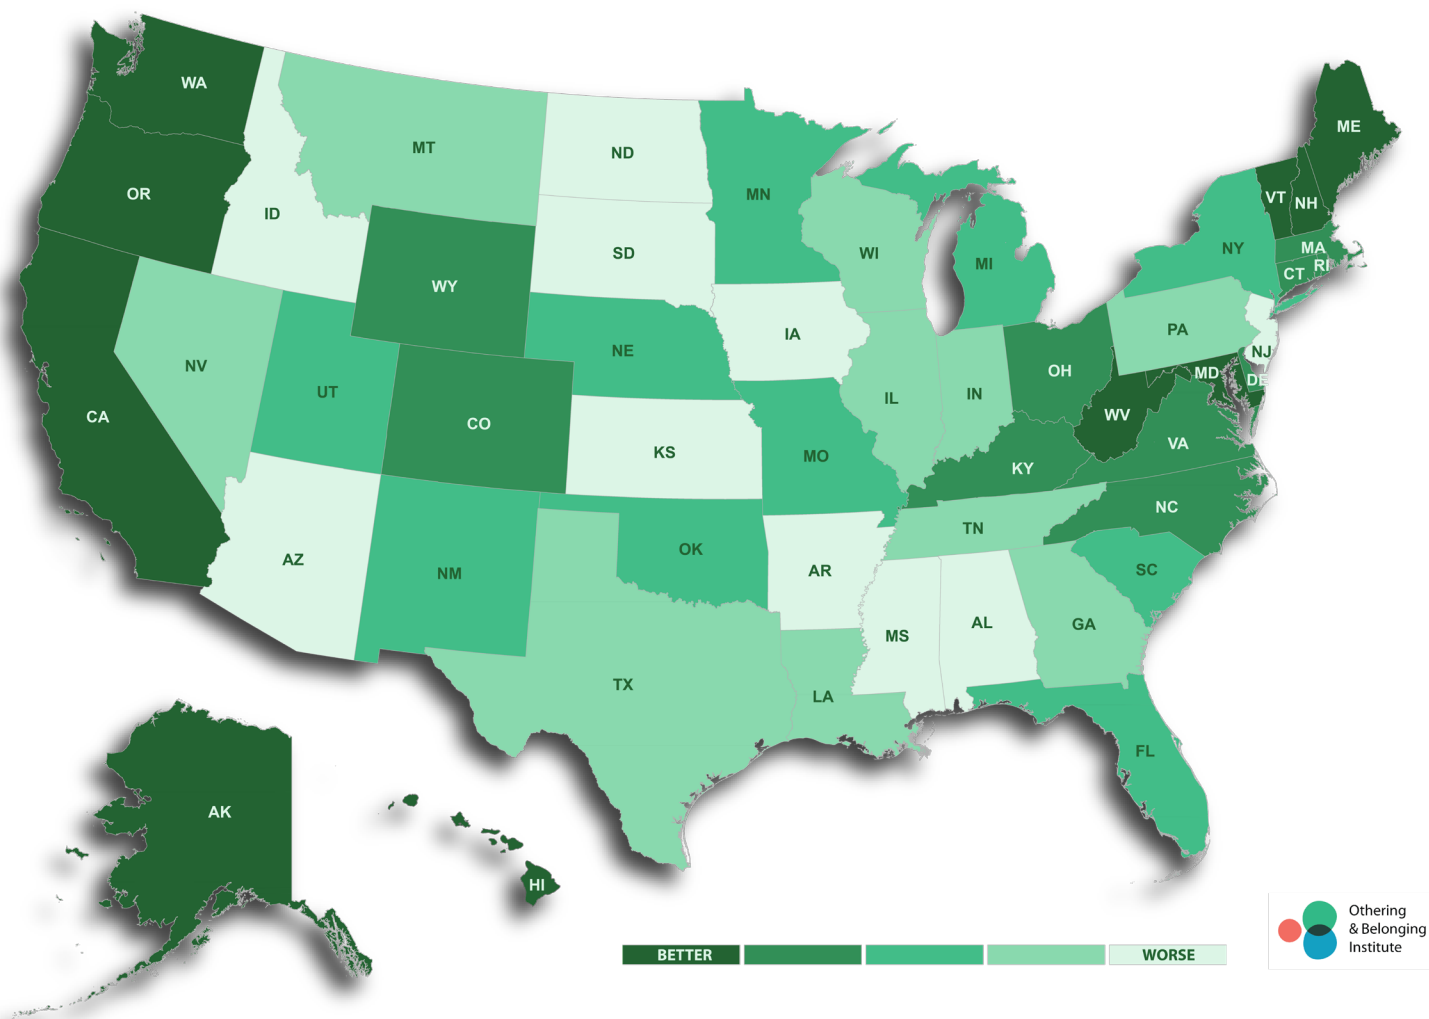 WA
ME
MT
ND
OR
MN
VT
NH
ID
SD
WI
MI
NY
MA
RI
CT
WY
IA
PA
NE
NV
NJ
OH
MD
DE
UT
IL
IN
CA
CO
WV
KS
MO
KY
VA
NC
TN
OK
AZ
NM
AR
SC
MS
AL
GA
TX
LA
FL
AK
HI
BETTER
WORSE
Othering
& Belonging
Institute